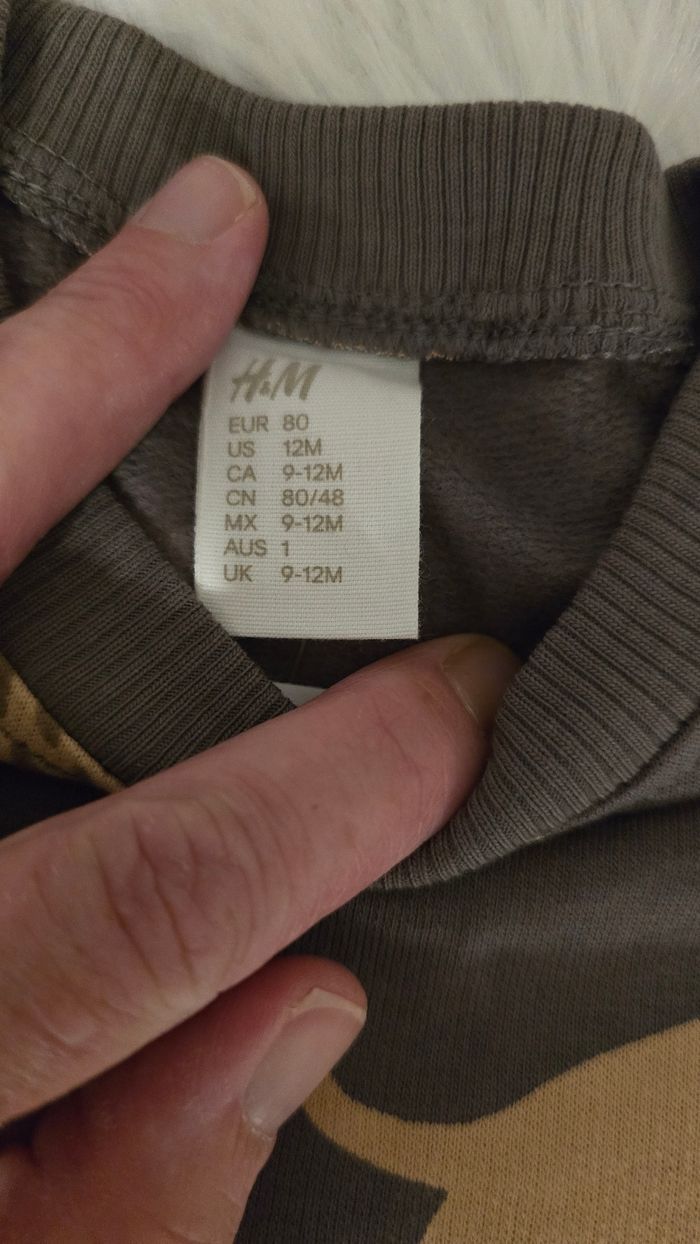 H&M
EUR 80
US 12M
CA 9-12M
CN 80/48
MX 9-12M
AUS 1
UK 9-12M